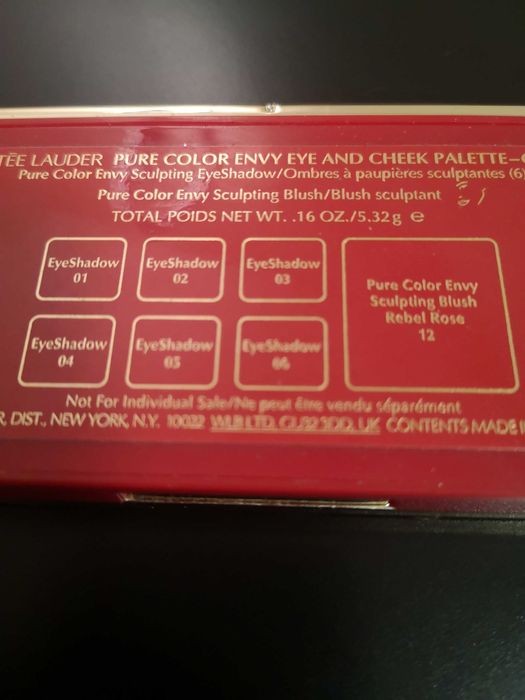 TĒE LAUDER PURE COLOR ENVY EYE AND CHEEK PALETTE–
Pure Color Envy Sculpting EyeShadow/Ombres à paupières sculptantes (6)
Pure Color Envy Sculpting Blush/Blush sculptant
TOTAL POIDS NET WT. .16 OZ./5.32g ℮
EyeShadow
01
EyeShadow
02
EyeShadow
03
EyeShadow
04
EyeShadow
05
EyeShadow
06
Pure Color Envy
Sculpting Blush
Rebel Rose
12
Not For Individual Sale/Ne peut être vendu séparément
R, DIST., NEW YORK, N.Y. 10022 WLB LTD, GU32 3DD, UK CONTENTS MADE I